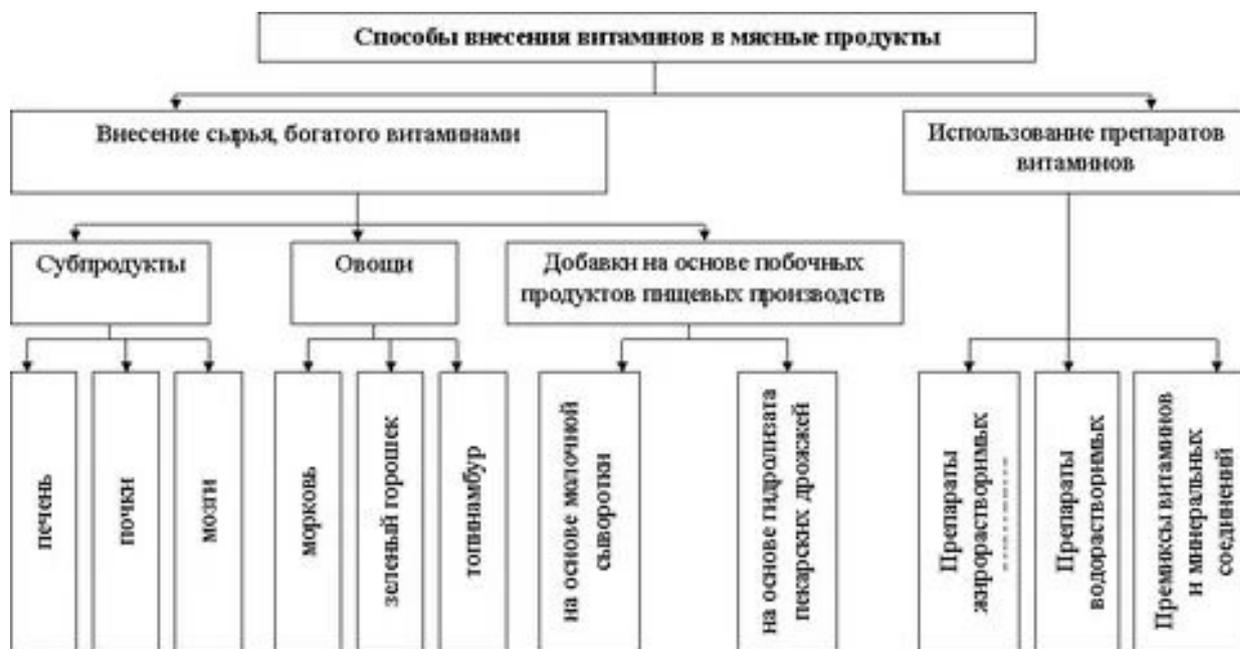 Способы внесения витаминов в мясные продукты
Внесение сырья, богатого витаминами
Использование препаратов
витаминов
Субпродукты
Овощи
Добавки на основе побочных
продуктов пищевых производств
печень
почки
мозги
морковь
зеленый горошек
топинамбур
на основе молочной
сыворотки
на основе гидролизата
пекарских дрожжей
Препараты
жирорастворимых
Препараты
водорастворимых
Премиксы витаминов
и минеральных
соединений